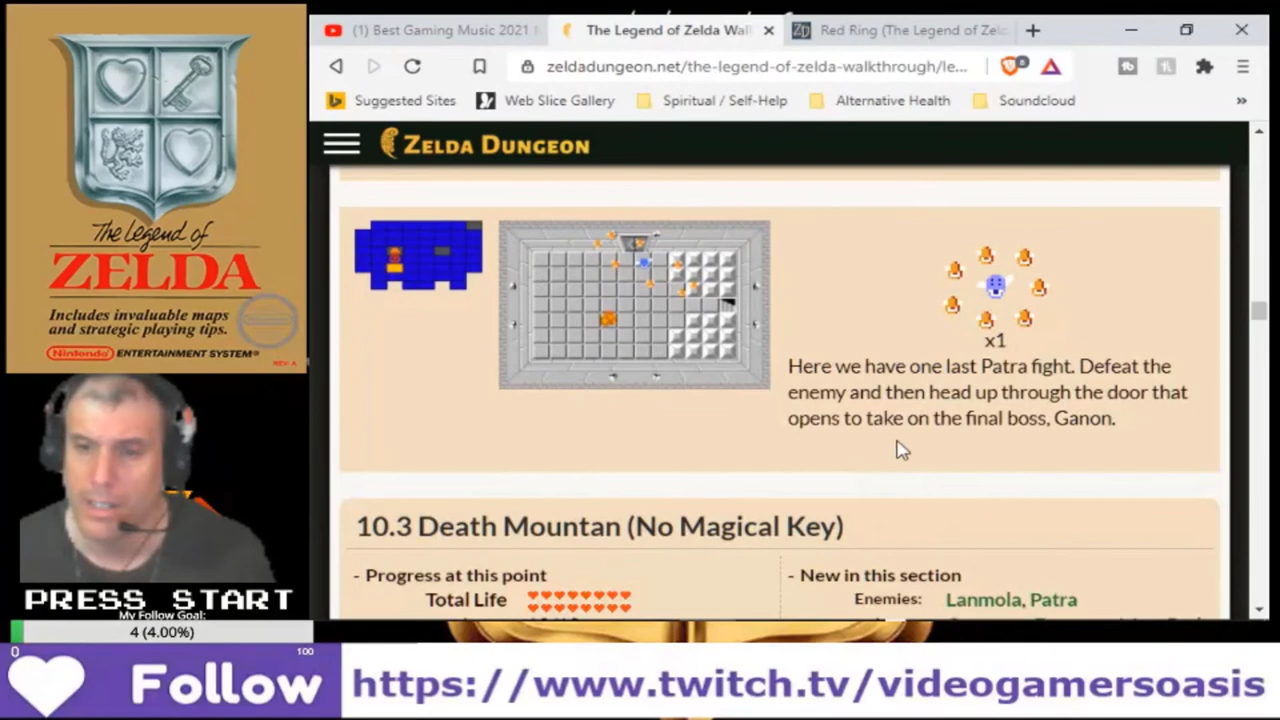 The Legend of
ZELDA
Includes invaluable maps
and strategic playing tips.
Nintendo ENTERTAINMENT SYSTEM®
REV-A
PRESS START
My Follow Goal:
4 (4.00%)
0
100
(1) Best Gaming Music 2021
The Legend of Zelda Wal
Red Ring (The Legend of Zel
zeldadungeon.net/the-legend-of-zelda-walkthrough/le...
Suggested Sites
Web Slice Gallery
Spiritual / Self-Help
Alternative Health
Soundcloud
»
ZELDA DUNGEON
x1
Here we have one last Patra fight. Defeat the
enemy and then head up through the door that
opens to take on the final boss, Ganon.
10.3 Death Mountan (No Magical Key)
- Progress at this point
Total Life
- New in this section
Enemies: Lanmola, Patra
Follow
https://www.twitch.tv/videogamersoasis